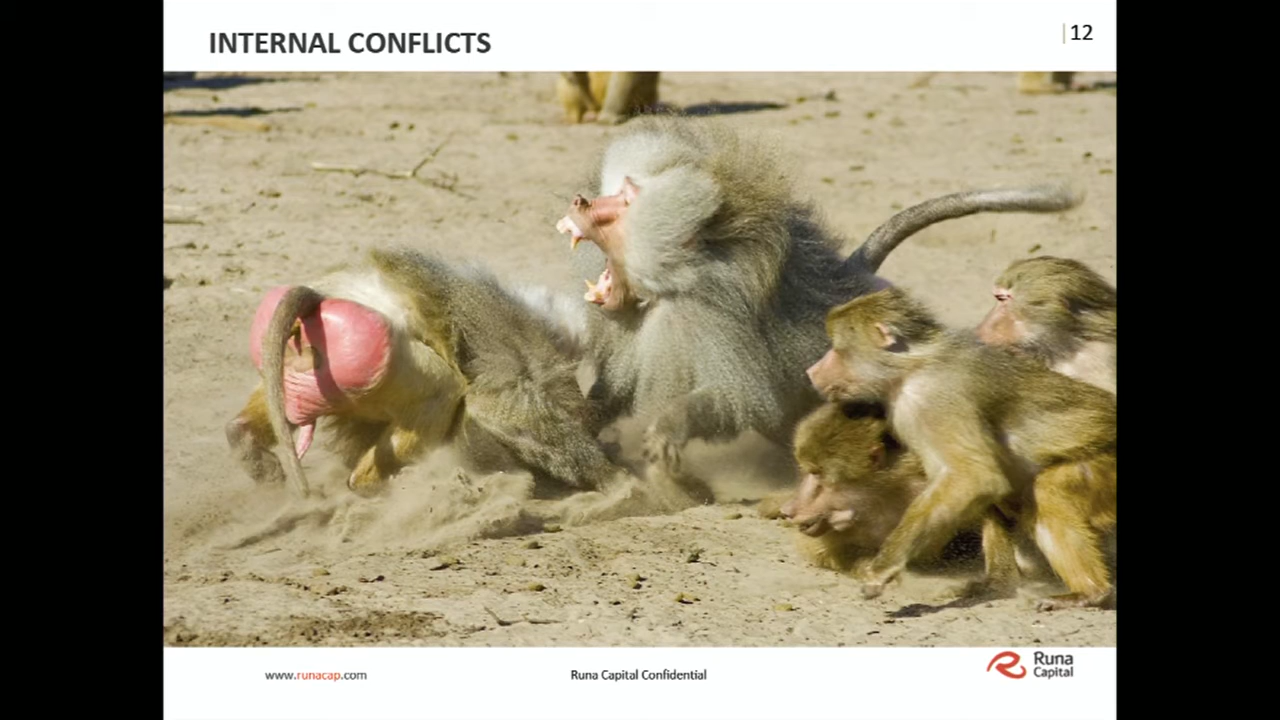 INTERNAL CONFLICTS
12
www.runacap.com
Runa Capital Confidential
Runa
Capital